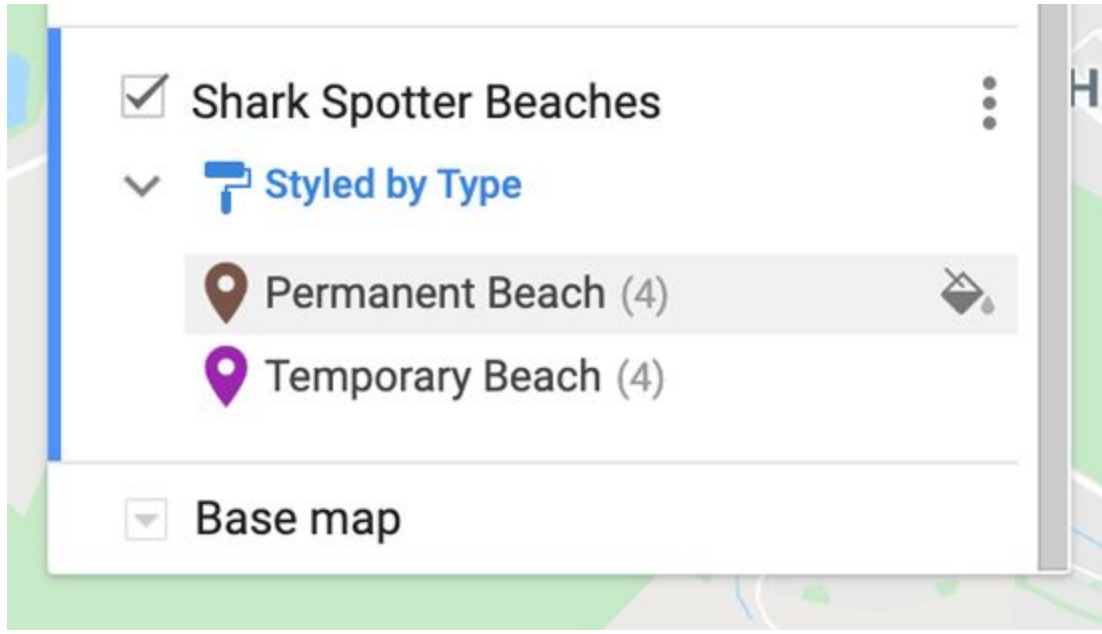 Shark Spotter Beaches
Styled by Type
Permanent Beach (4)
Temporary Beach (4)
Base map
H